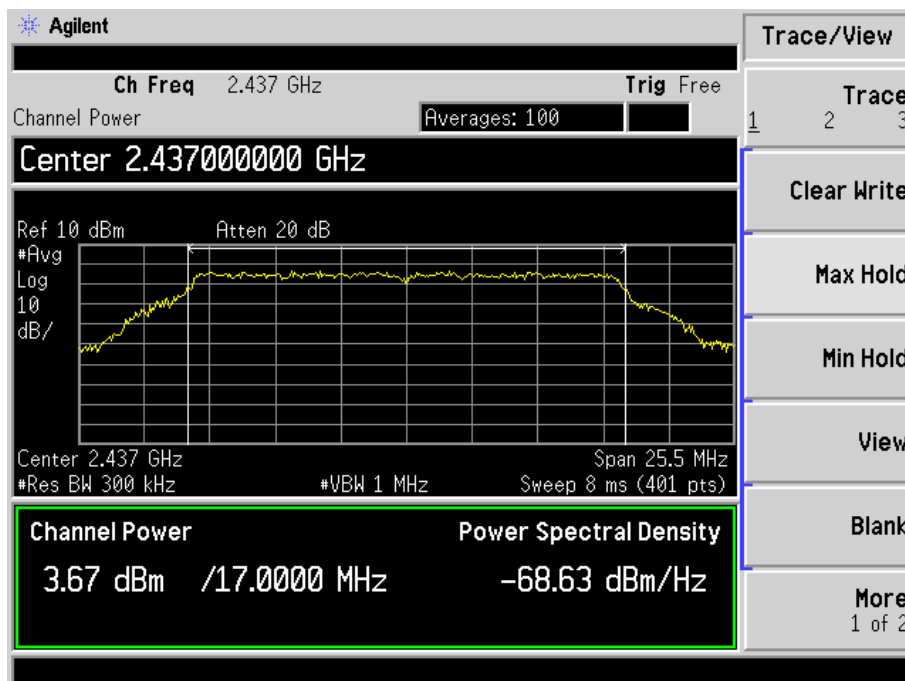 Agilent
Trace/View
Ch Freq 2.437 GHz Trig Free
Channel Power Averages: 100
Trace
1 2 3
Center 2.437000000 GHz
Clear Write
Ref 10 dBm Atten 20 dB
#Avg
Log
10
dB/
Max Hold
Min Hold
View
Center 2.437 GHz Span 25.5 MHz
#Res BW 300 kHz #VBW 1 MHz Sweep 8 ms (401 pts)
Channel Power Power Spectral Density
Blank
3.67 dBm /17.0000 MHz -68.63 dBm/Hz
More
1 of 2